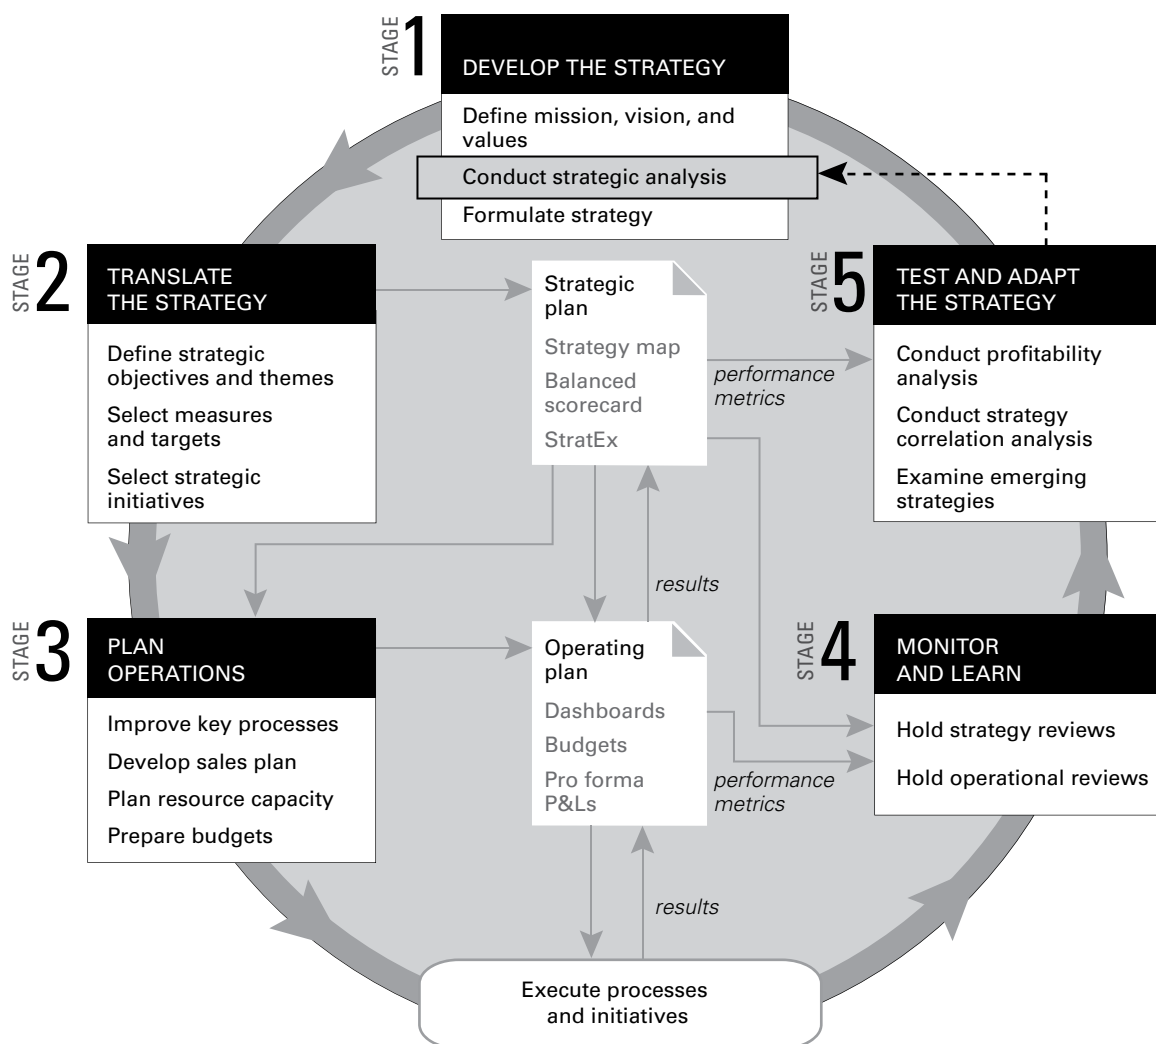 STAGE 1
DEVELOP THE STRATEGY
Define mission, vision, and
values
Conduct strategic analysis
Formulate strategy
STAGE 2
TRANSLATE
THE STRATEGY
Define strategic
objectives and themes
Select measures
and targets
Select strategic
initiatives
Strategic
plan
Strategy map
Balanced
scorecard
StratEx
performance
metrics
STAGE 5
TEST AND ADAPT
THE STRATEGY
Conduct profitability
analysis
Conduct strategy
correlation analysis
Examine emerging
strategies
results
STAGE 3
PLAN
OPERATIONS
Improve key processes
Develop sales plan
Plan resource capacity
Prepare budgets
Operating
plan
Dashboards
Budgets
Pro forma
P&Ls
performance
metrics
STAGE 4
MONITOR
AND LEARN
Hold strategy reviews
Hold operational reviews
results
Execute processes
and initiatives